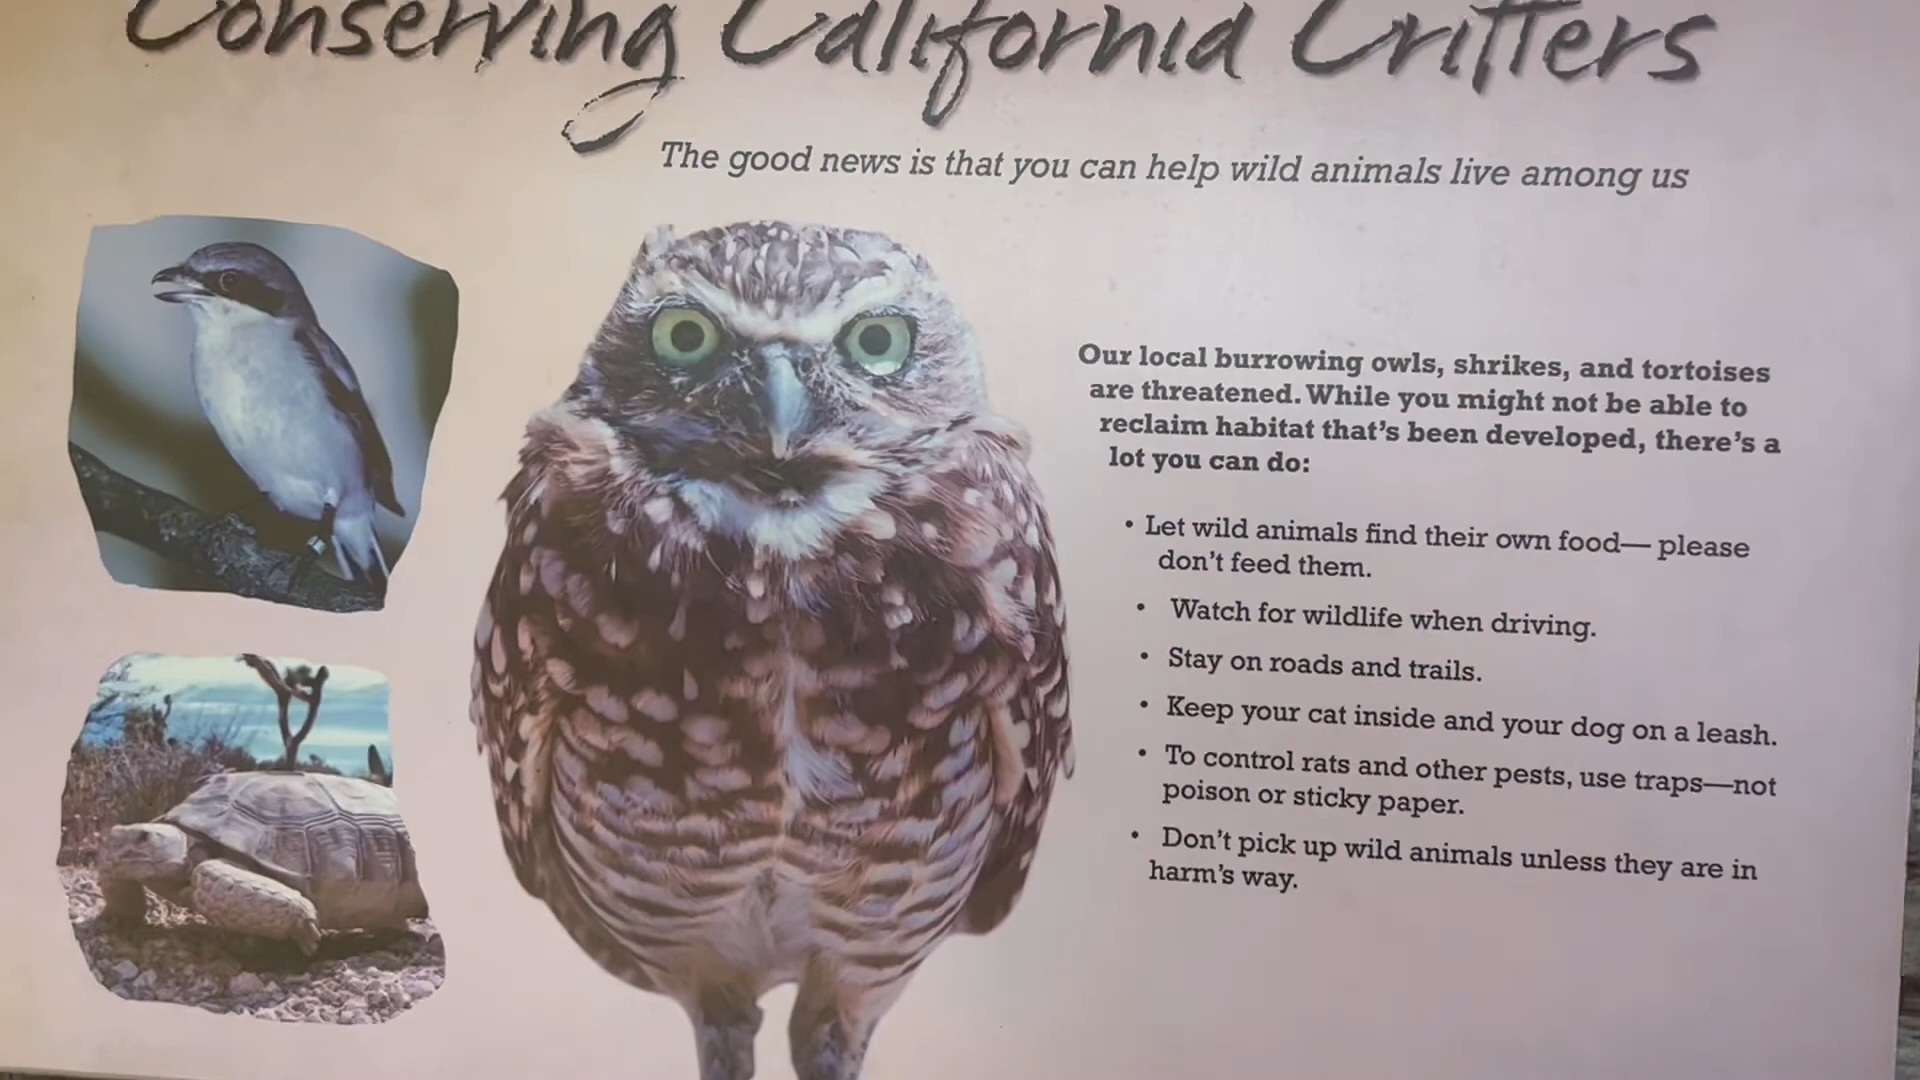 Conserving California Critters
The good news is that you can help wild animals live among us
Our local burrowing owls, shrikes, and tortoises
are threatened. While you might not be able to
reclaim habitat that's been developed, there's a
lot you can do:
• Let wild animals find their own food— please
don't feed them.
• Watch for wildlife when driving.
• Stay on roads and trails.
• Keep your cat inside and your dog on a leash.
• To control rats and other pests, use traps—not
poison or sticky paper.
• Don't pick up wild animals unless they are in
harm's way.